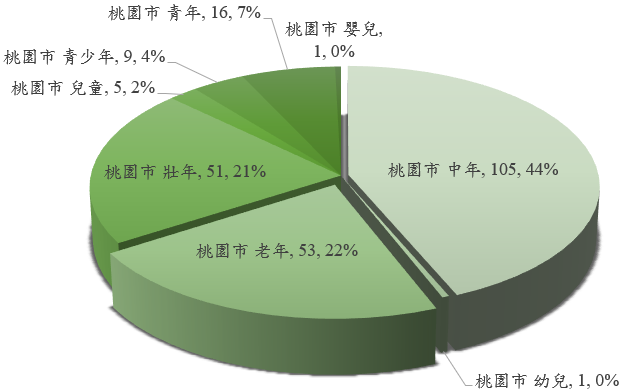 桃園市 青年, 16, 7%
桃園市 嬰兒,
1, 0%
桃園市 青少年, 9, 4%
桃園市 兒童, 5, 2%
桃園市 壯年, 51, 21%
桃園市 中年, 105, 44%
桃園市 老年, 53, 22%
桃園市 幼兒, 1, 0%